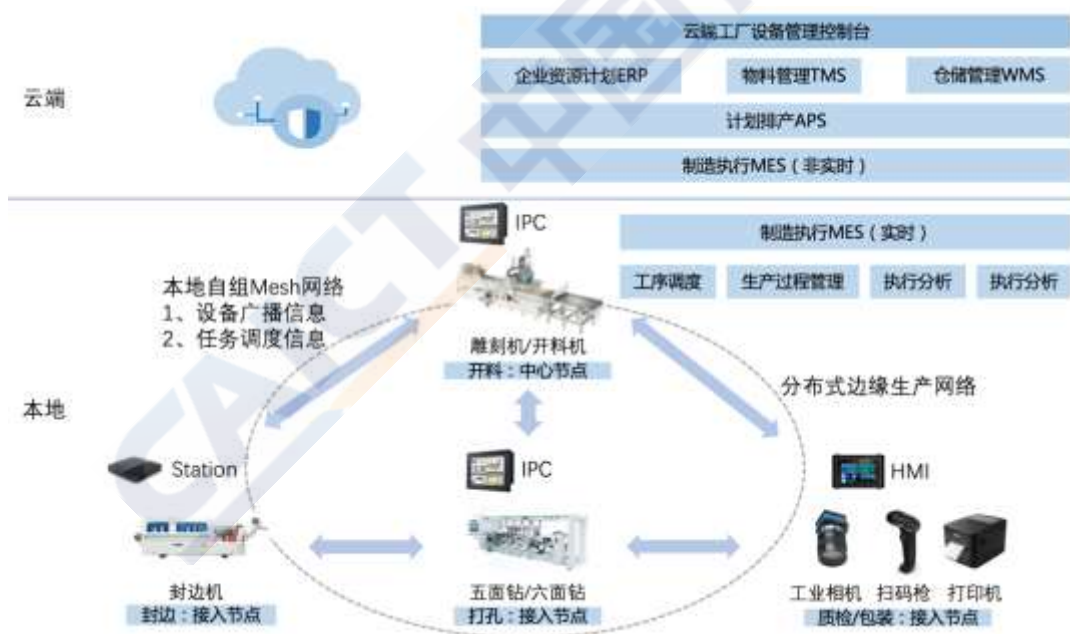 云端工厂设备管理控制台
企业资源计划ERP 物料管理TMS 仓储管理WMS
云端
计划排产APS
制造执行MES（非实时）
IPC
制造执行MES（实时）
工序调度 生产过程管理 执行分析 执行分析
本地自组Mesh网络
1、设备广播信息
2、任务调度信息
雕刻机/开料机
开料：中心节点
分布式边缘生产网络
本地
Station IPC HMI
封边机 五面钻/六面钻 工业相机 扫码枪 打印机
封边：接入节点 打孔：接入节点 质检/包装：接入节点
CAICT 中国